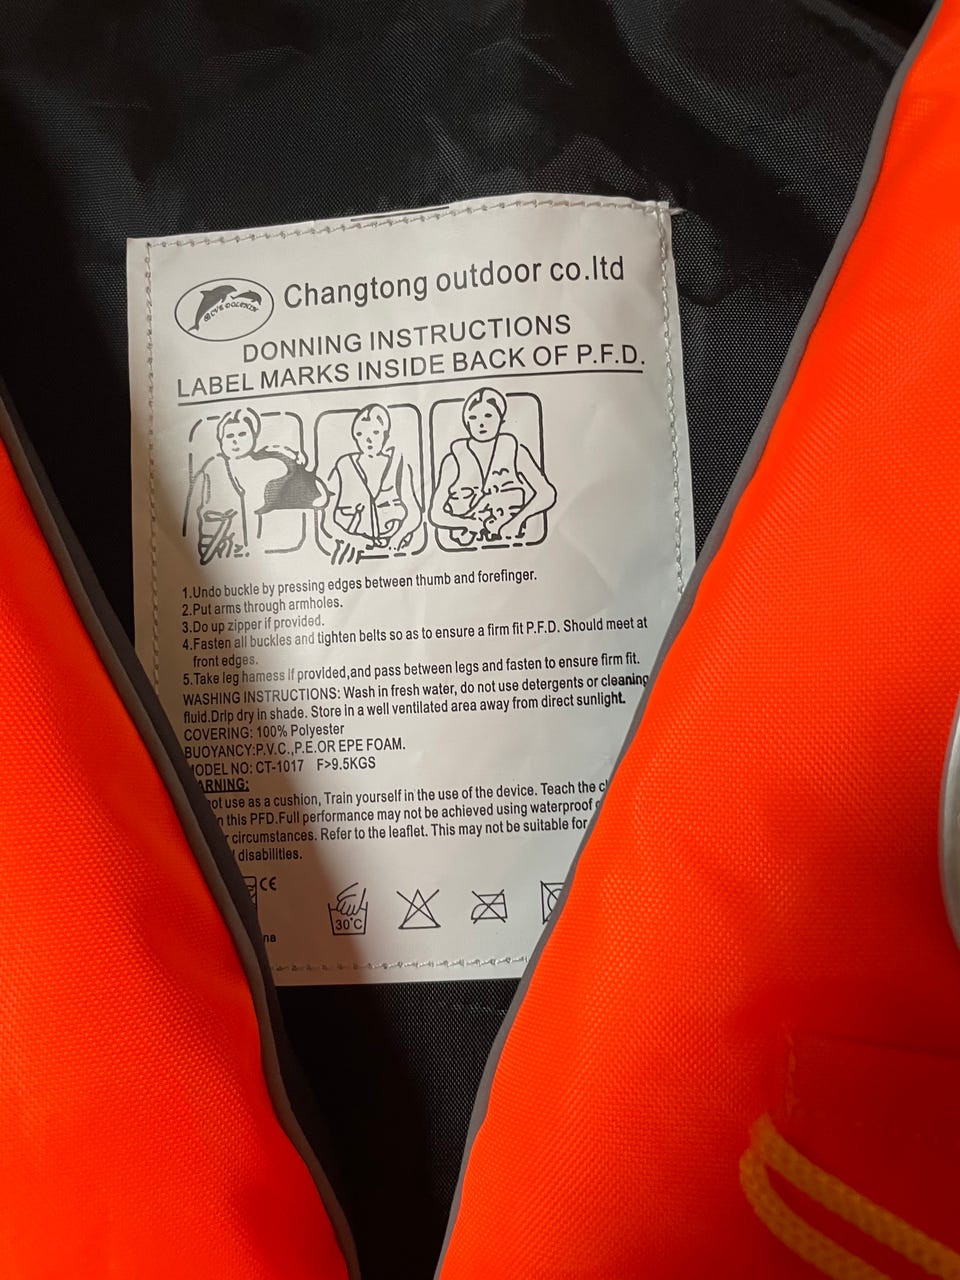 Changtong outdoor co.ltd
DONNING INSTRUCTIONS
LABEL MARKS INSIDE BACK OF P.F.D.
1.Undo buckle by pressing edges between thumb and forefinger.
2.Put arms through armholes.
3.Do up zipper if provided.
4.Fasten all buckles and tighten belts so as to ensure a firm fit P.F.D. Should meet at
front edges.
5.Take leg hamess if provided,and pass between legs and fasten to ensure firm fit.
WASHING INSTRUCTIONS: Wash in fresh water, do not use detergents or cleaning
fluid.Drip dry in shade. Store in a well ventilated area away from direct sunlight.
COVERING: 100% Polyester
BUOYANCY:P.V.C.,P.E.OR EPE FOAM.
ODEL NO: CT-1017 F>9.5KGS
ARNING:
not use as a cushion, Train yourself in the use of the device. Teach the
this PFD.Full performance may not be achieved using waterproof
circumstances. Refer to the leaflet. This may not be suitable for
disabilities.
CE
30°C
na